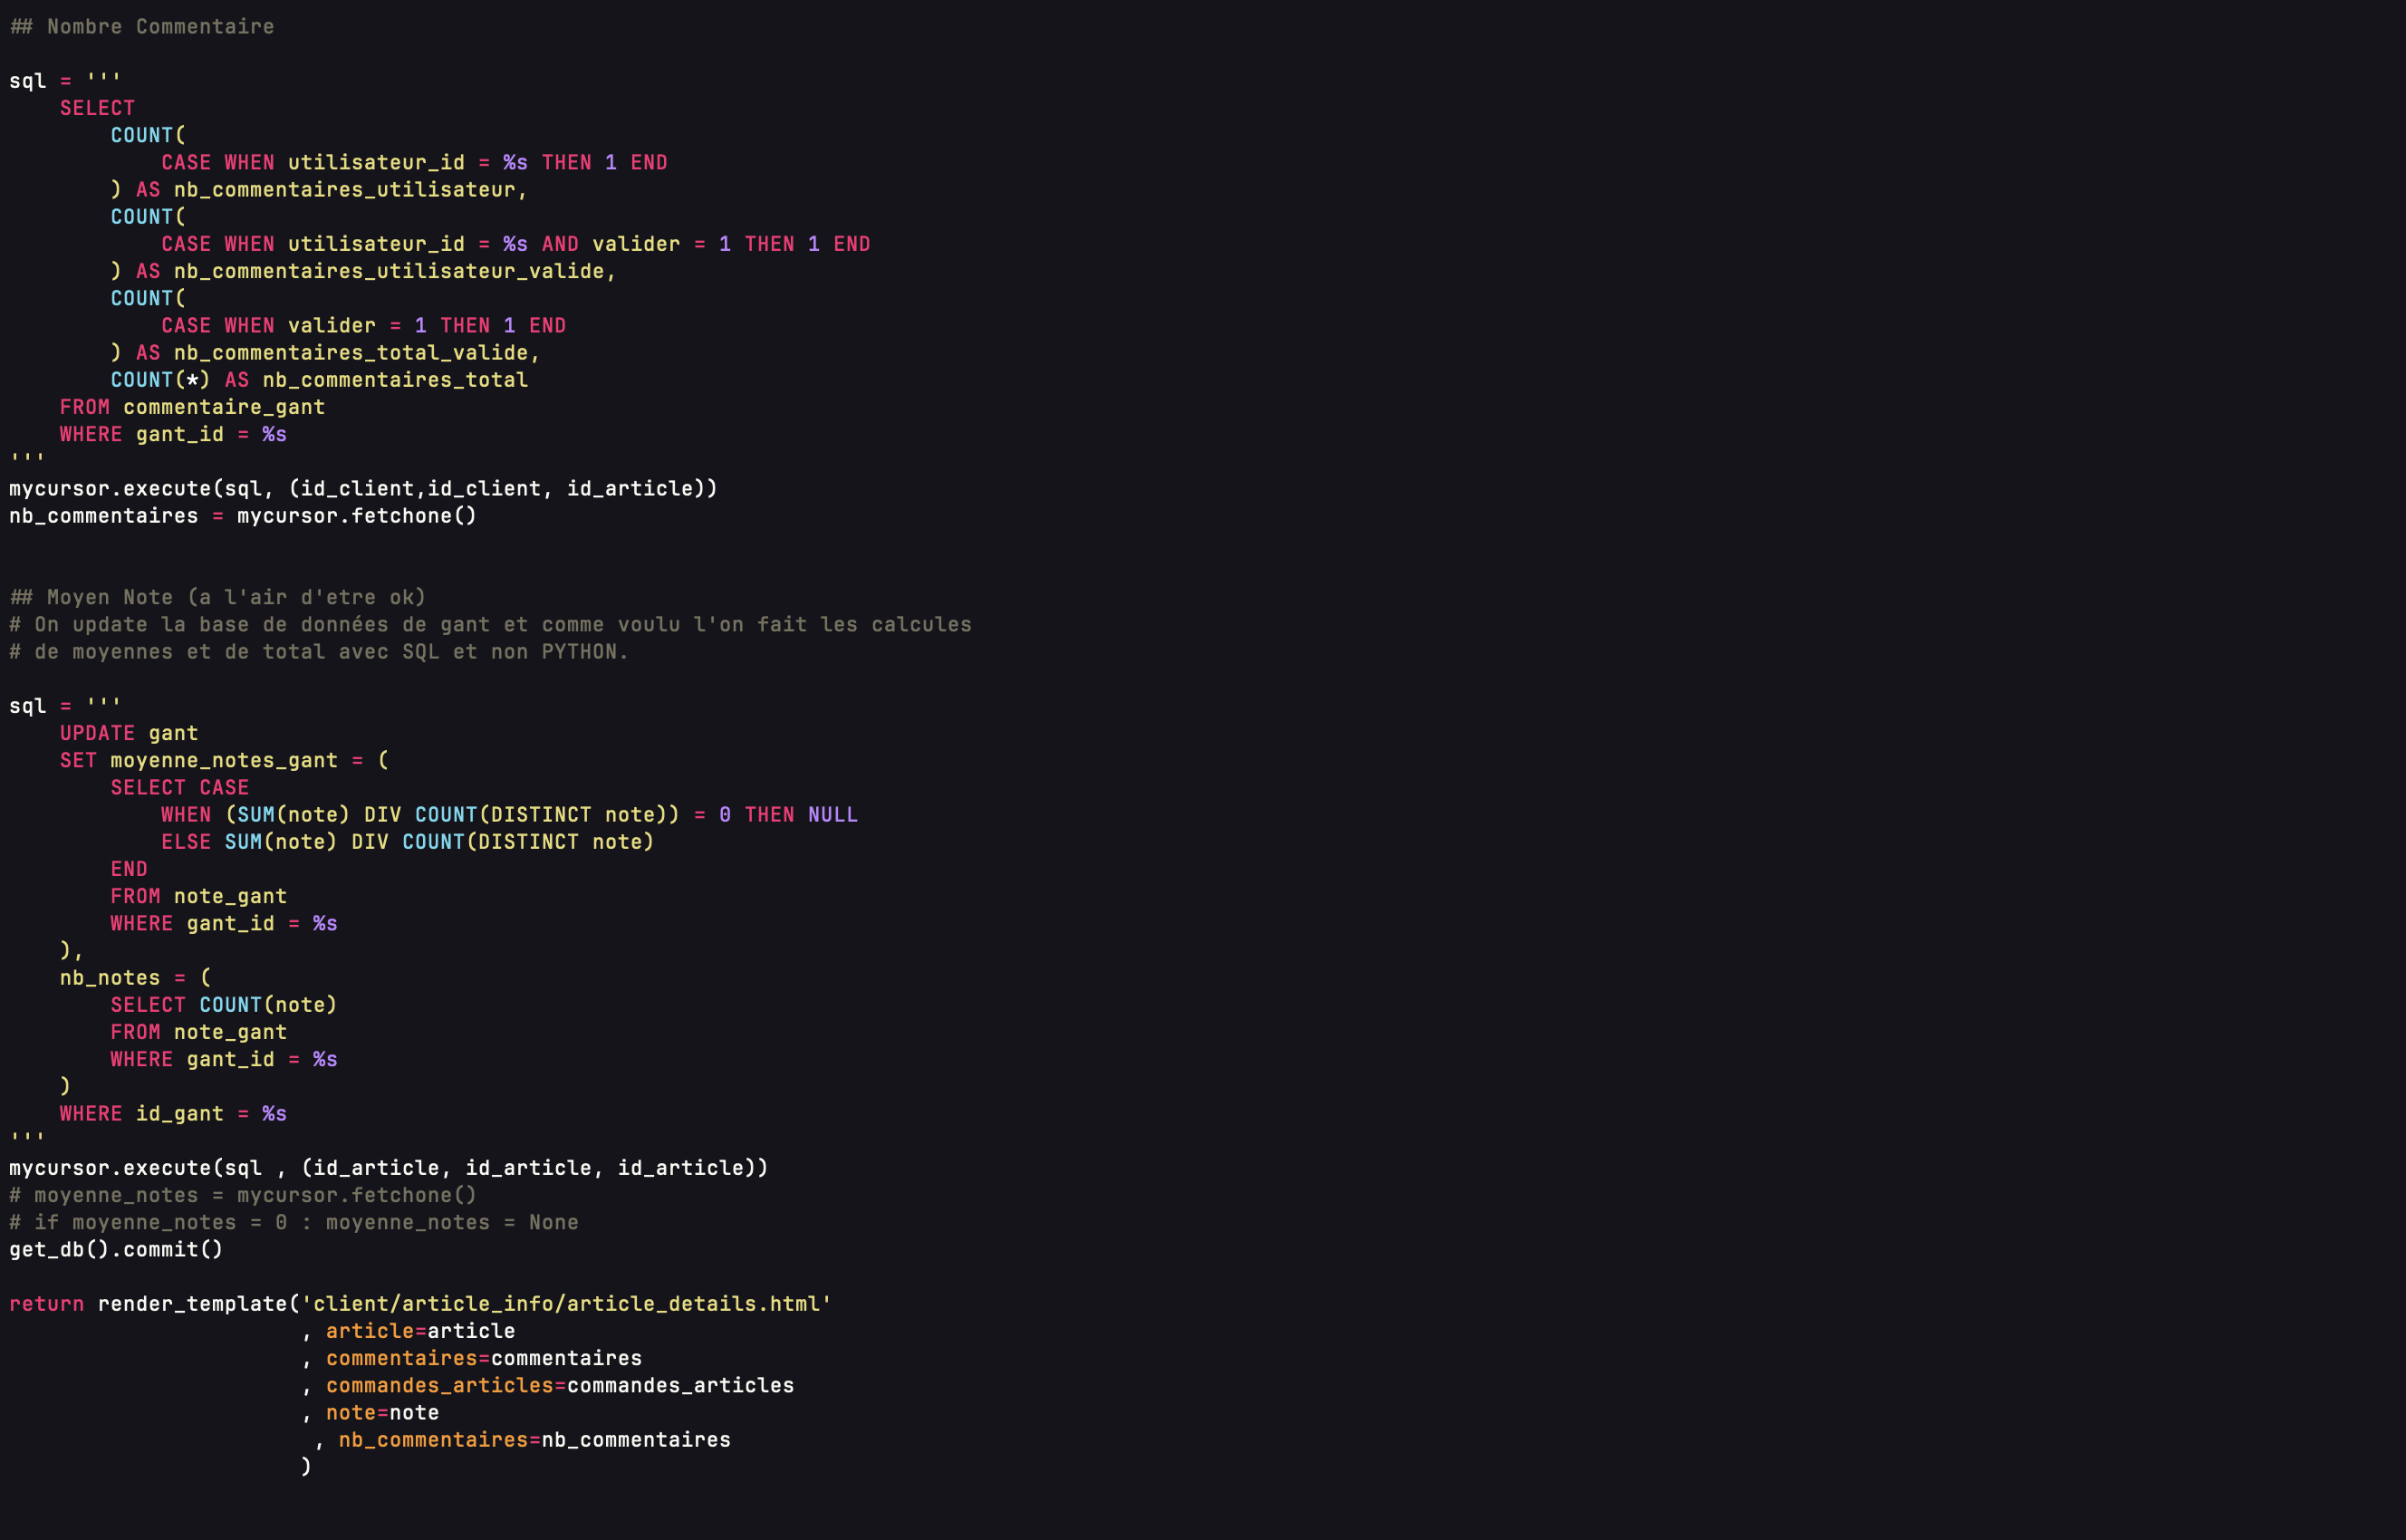 ## Nombre Commentaire
sql = '''
SELECT
COUNT(
CASE WHEN utilisateur_id = %s THEN 1 END
) AS nb_commentaires_utilisateur,
COUNT(
CASE WHEN utilisateur_id = %s AND valider = 1 THEN 1 END
) AS nb_commentaires_utilisateur_valide,
COUNT(
CASE WHEN valider = 1 THEN 1 END
) AS nb_commentaires_total_valide,
COUNT(*) AS nb_commentaires_total
FROM commentaire_gant
WHERE gant_id = %s
'''
mycursor.execute(sql, (id_client,id_client, id_article))
nb_commentaires = mycursor.fetchone()
## Moyen Note (a l'air d'etre ok)
# On update la base de données de gant et comme voulu l'on fait les calcules
# de moyennes et de total avec SQL et non PYTHON.
sql = '''
UPDATE gant
SET moyenne_notes_gant = (
SELECT CASE
WHEN (SUM(note) DIV COUNT(DISTINCT note)) = 0 THEN NULL
ELSE SUM(note) DIV COUNT(DISTINCT note)
END
FROM note_gant
WHERE gant_id = %s
),
nb_notes = (
SELECT COUNT(note)
FROM note_gant
WHERE gant_id = %s
)
WHERE id_gant = %s
'''
mycursor.execute(sql , (id_article, id_article, id_article))
# moyenne_notes = mycursor.fetchone()
# if moyenne_notes = 0 : moyenne_notes = None
get_db().commit()
return render_template('client/article_info/article_details.html'
, article=article
, commentaires=commentaires
, commandes_articles=commandes_articles
, note=note
, nb_commentaires=nb_commentaires
)